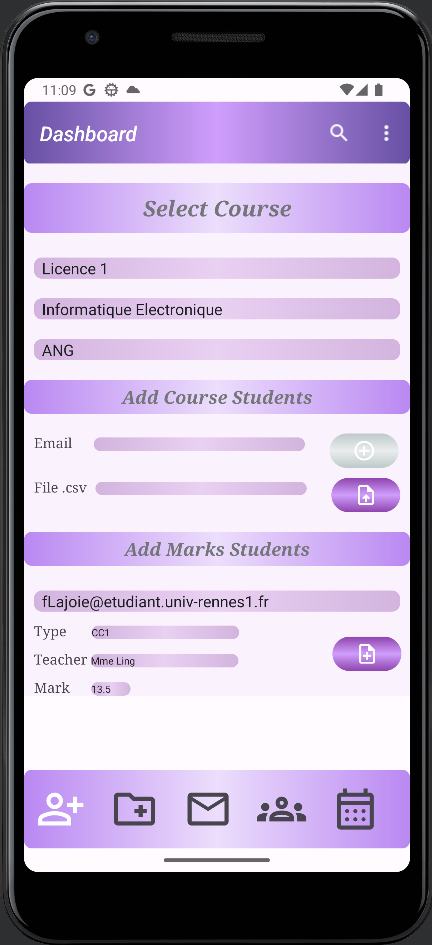 11:09
Dashboard
Select Course
Licence 1
Informatique Electronique
ANG
Add Course Students
Email
File .csv
Add Marks Students
fLajoie@etudiant.univ-rennes1.fr
Type CC1
Teacher Mme Ling
Mark 13.5